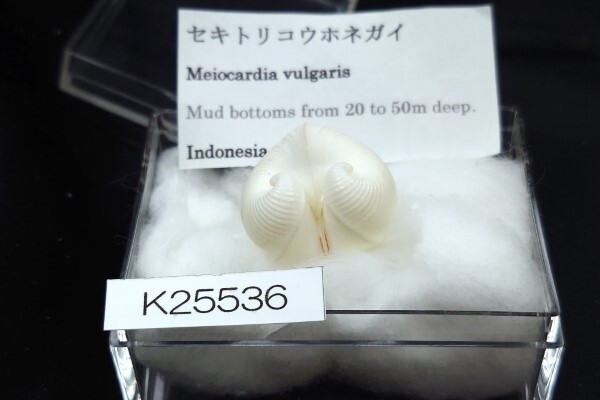 セキトリコウホネガイ
Meiocardia vulgaris
Mud bottoms from 20 to 50m deep.
Indonesia
K25536